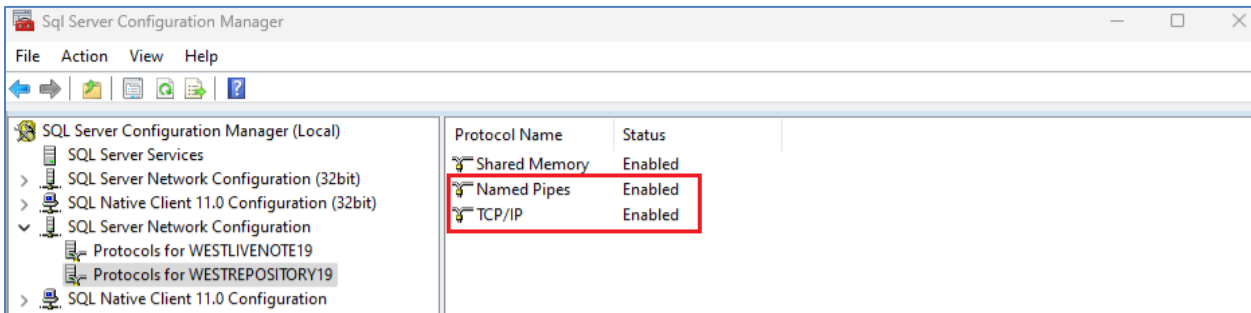 Sql Server Configuration Manager
File Action View Help
SQL Server Configuration Manager (Local)
SQL Server Services
SQL Server Network Configuration (32bit)
SQL Native Client 11.0 Configuration (32bit)
SQL Server Network Configuration
Protocols for WESTLIVENOTE19
Protocols for WESTREPOSITORY19
SQL Native Client 11.0 Configuration
Protocol Name Status
Shared Memory Enabled
Named Pipes Enabled
TCP/IP Enabled